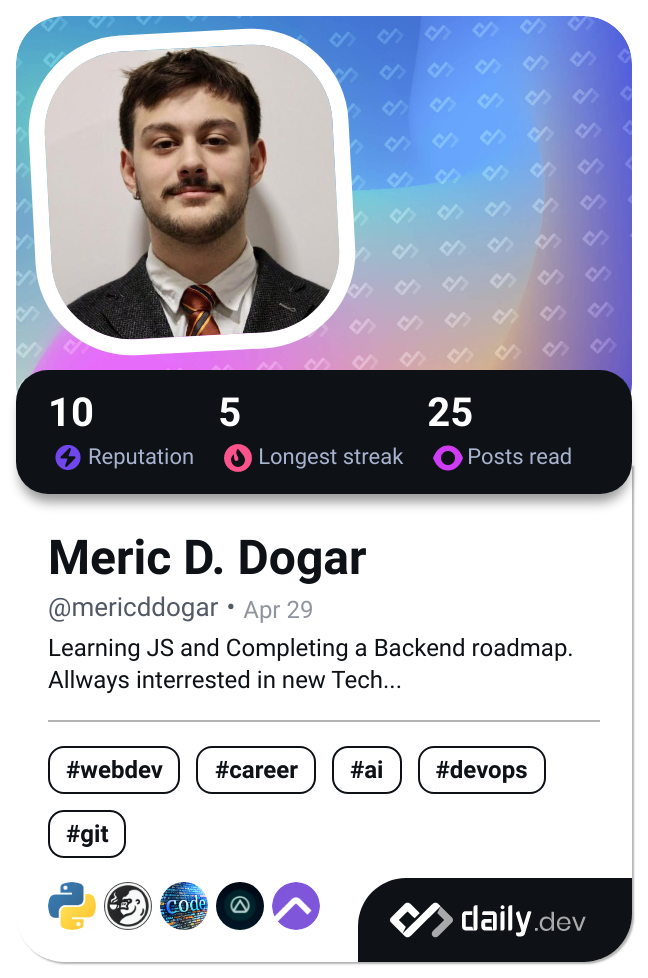 10 5 25
Reputation Longest streak Posts read
Meric D. Dogar
@mericddogar • Apr 29
Learning JS and Completing a Backend roadmap.
Allways interrested in new Tech...
#webdev #career #ai #devops
#git
code
daily.dev